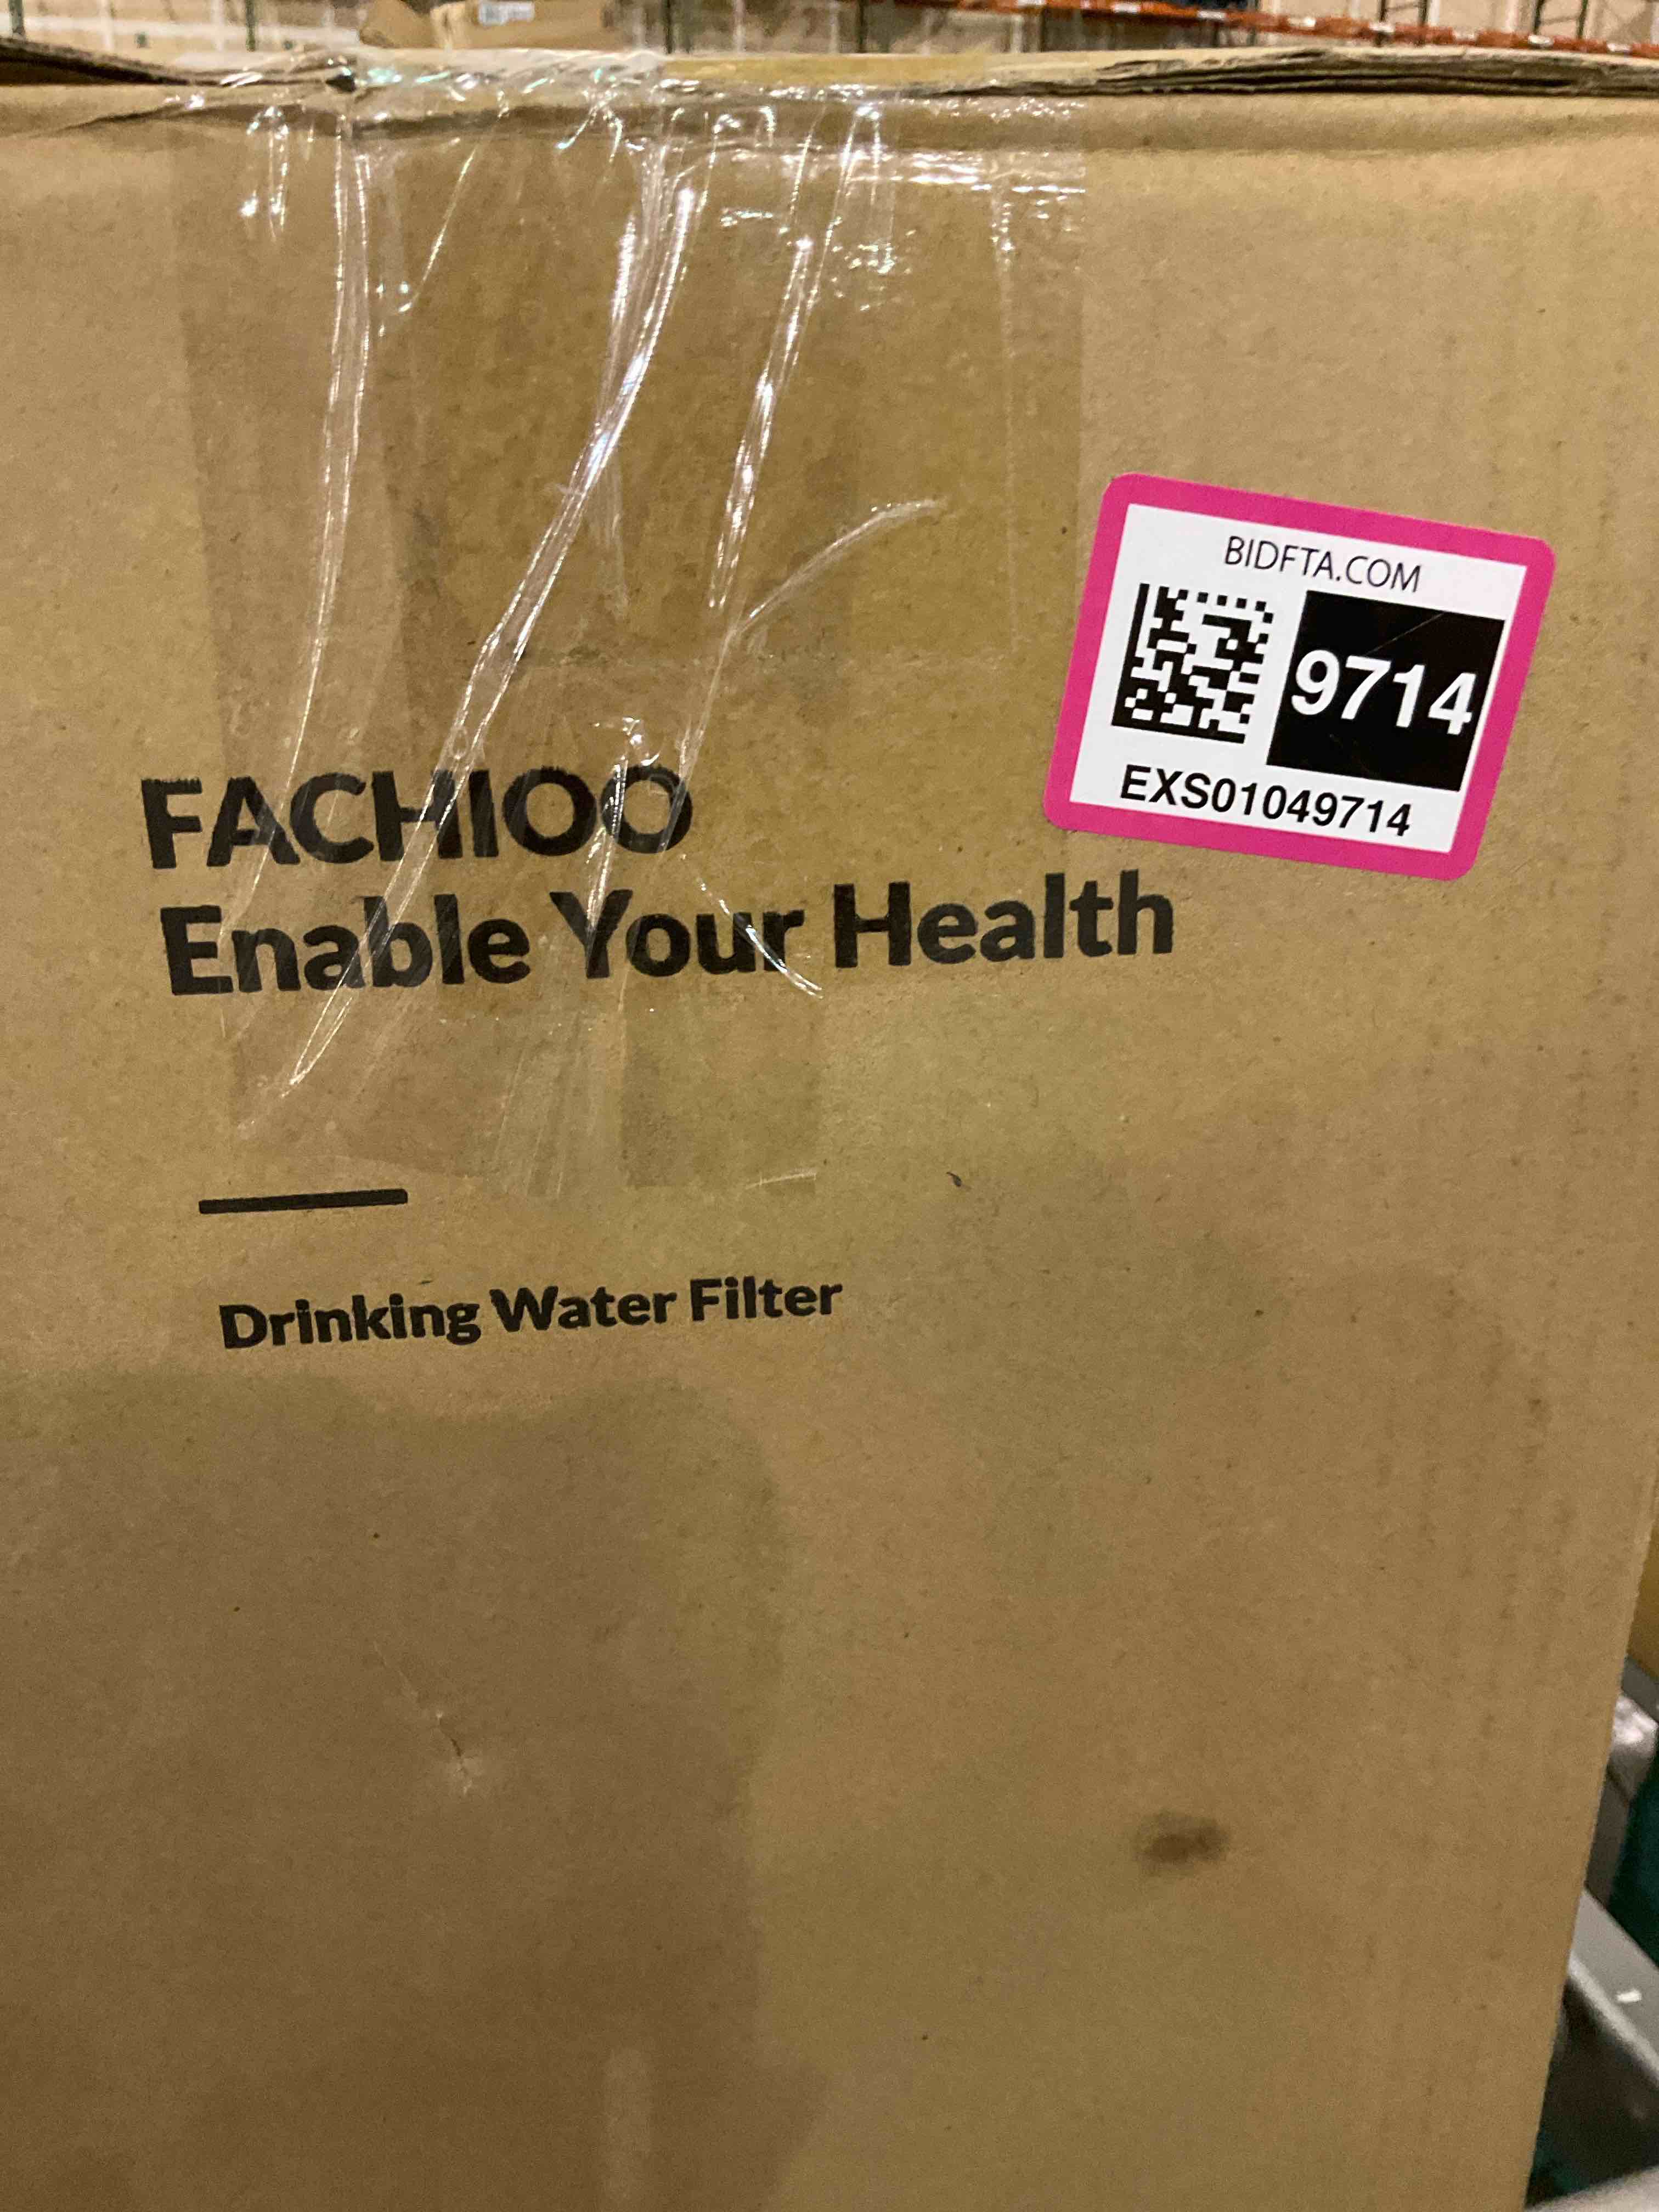 BIDFTA.COM
9714
EXS01049714
FACHIOO
Enable Your Health
Drinking Water Filter